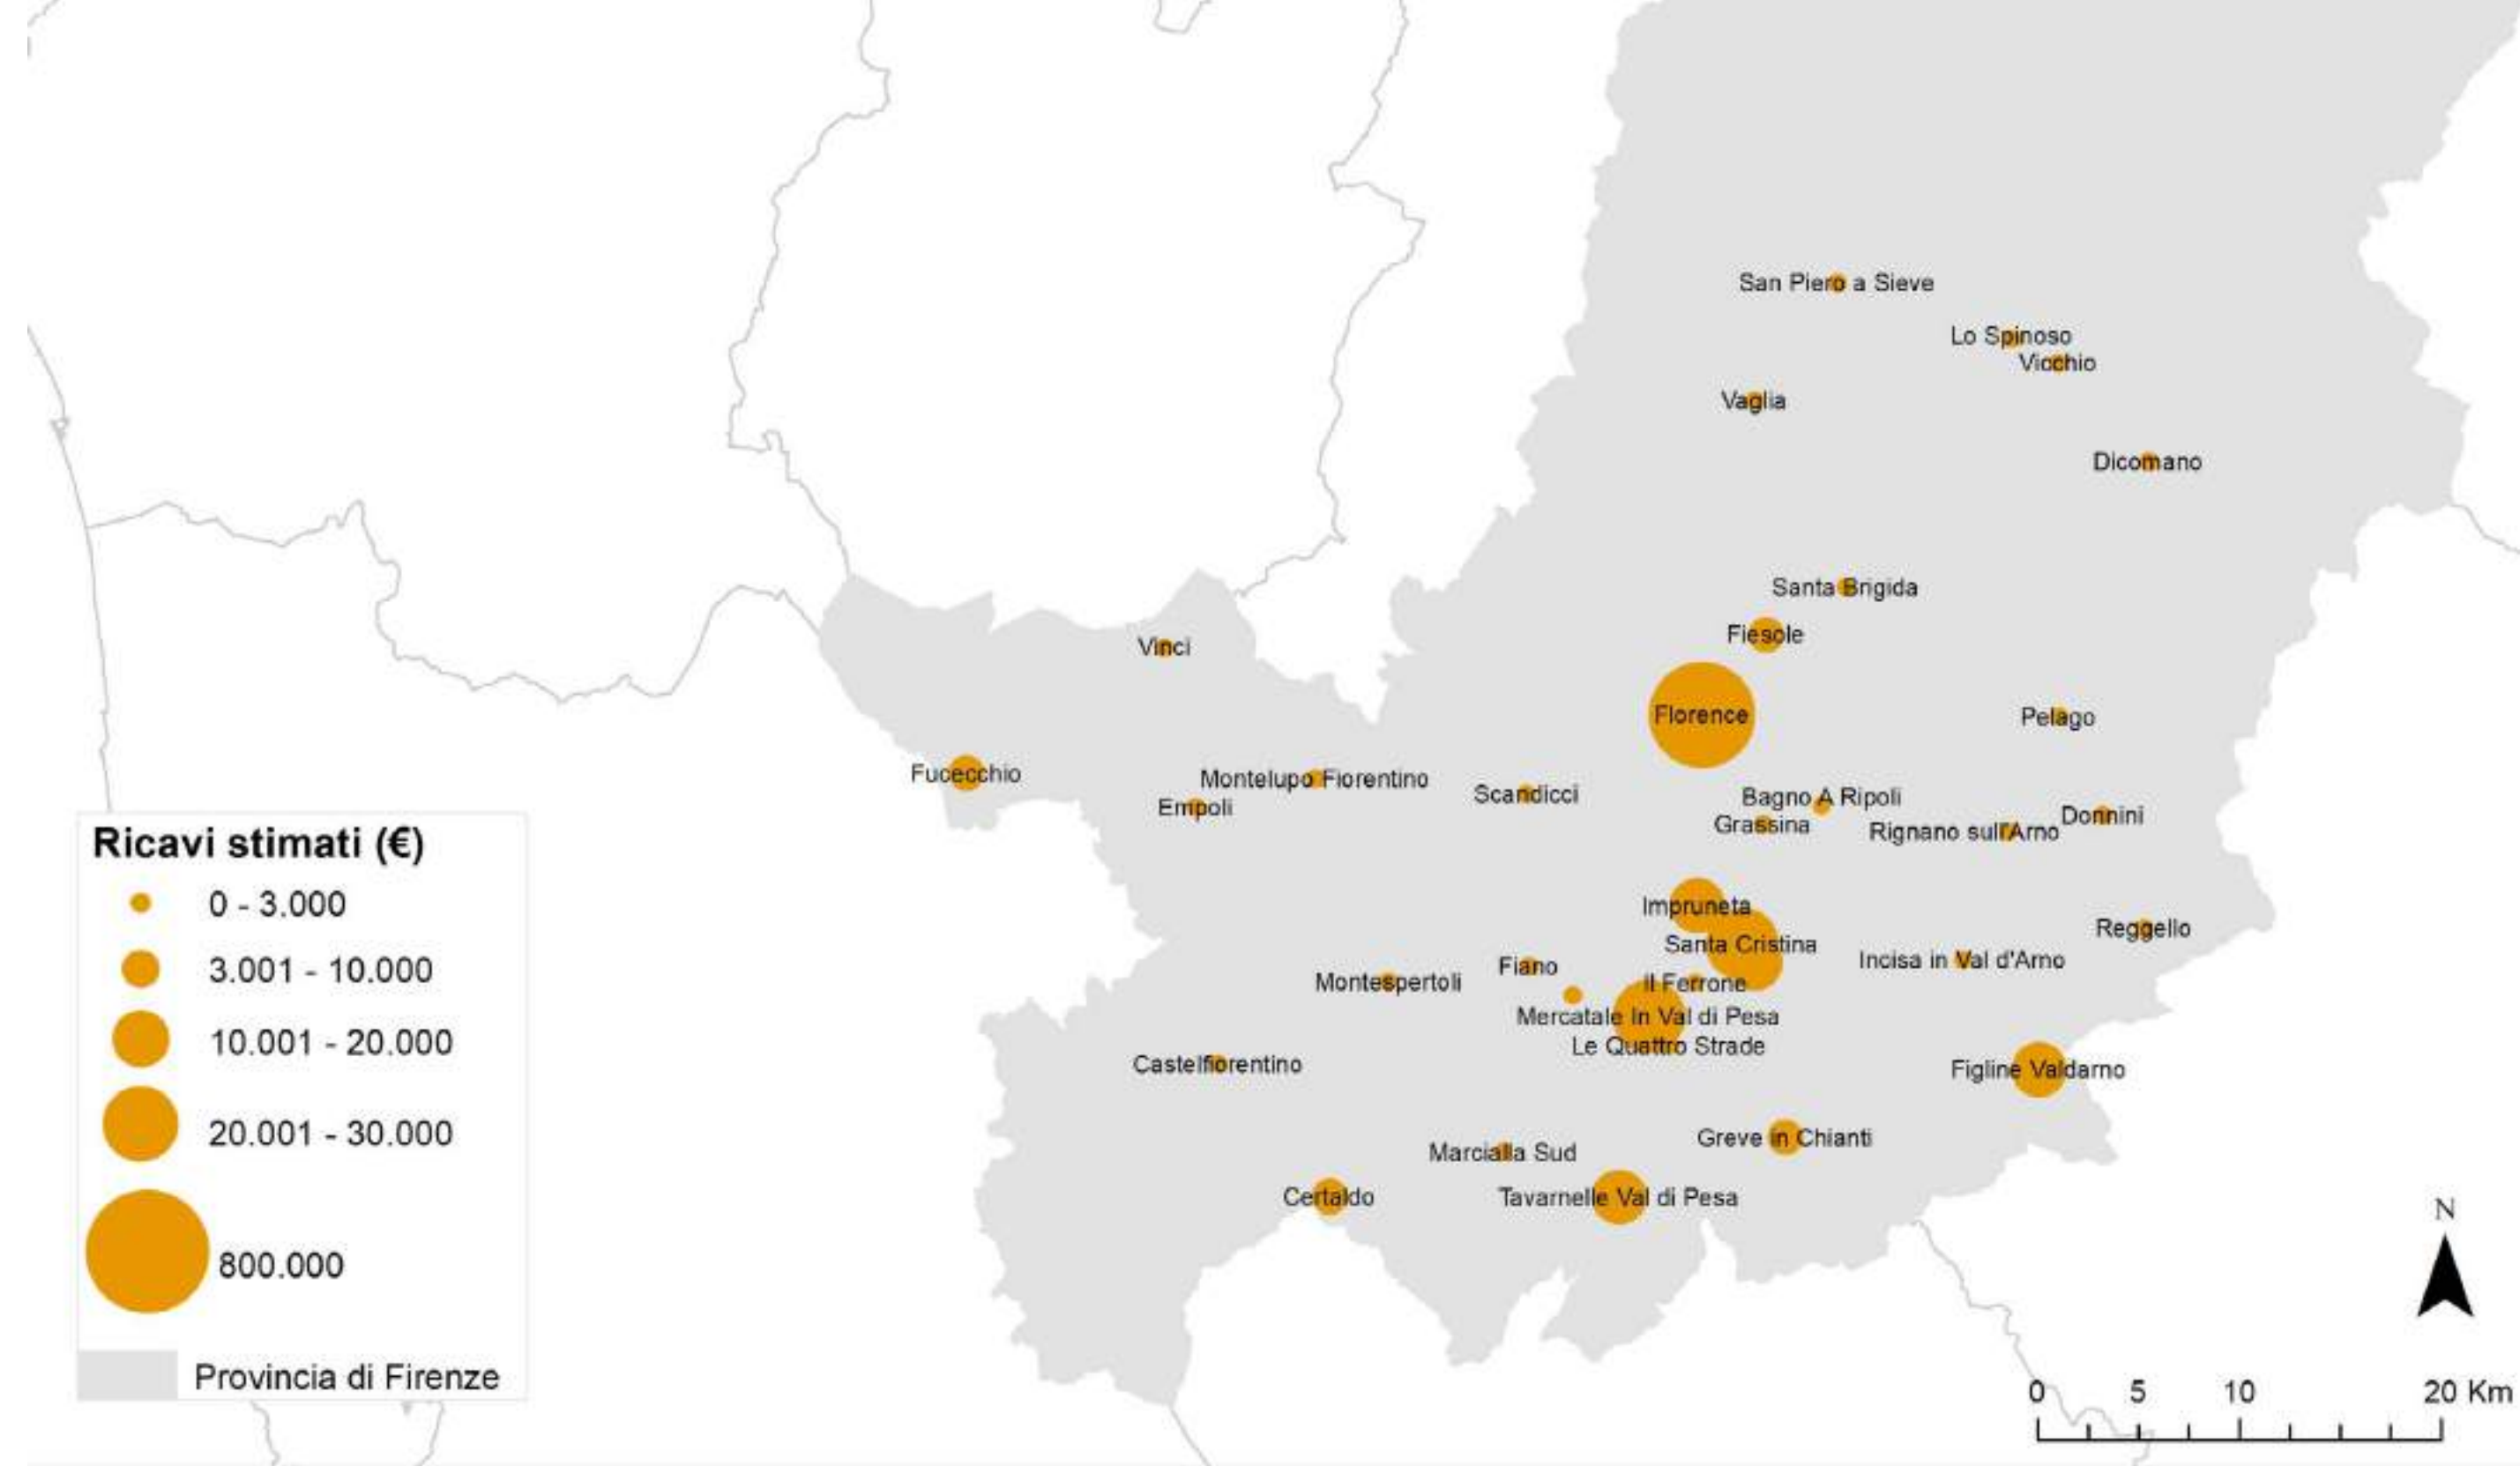 San Piero a Sieve
Lo Spinoso
Vicchio
Vaglia
Dicomano
Santa Brigida
Fiesole
Vinci
Florence
Pelago
Fucecchio
Montelupo Fiorentino
Scandicci
Bagno A Ripoli
Empoli
Donnini
Grassina
Rignano sull'Arno
Impruneta
Reggello
Santa Cristina
Incisa in Val d'Arno
Fiano
Montespertoli
Il Ferrone
Mercatale In Val di Pesa
Le Quattro Strade
Castelfiorentino
Figline Valdarno
Greve in Chianti
Marcialla Sud
Certaldo
Tavarnelle Val di Pesa
Ricavi stimati (€)
0 - 3.000
3.001 - 10.000
10.001 - 20.000
20.001 - 30.000
800.000
Provincia di Firenze
N
0 5 10 20 Km